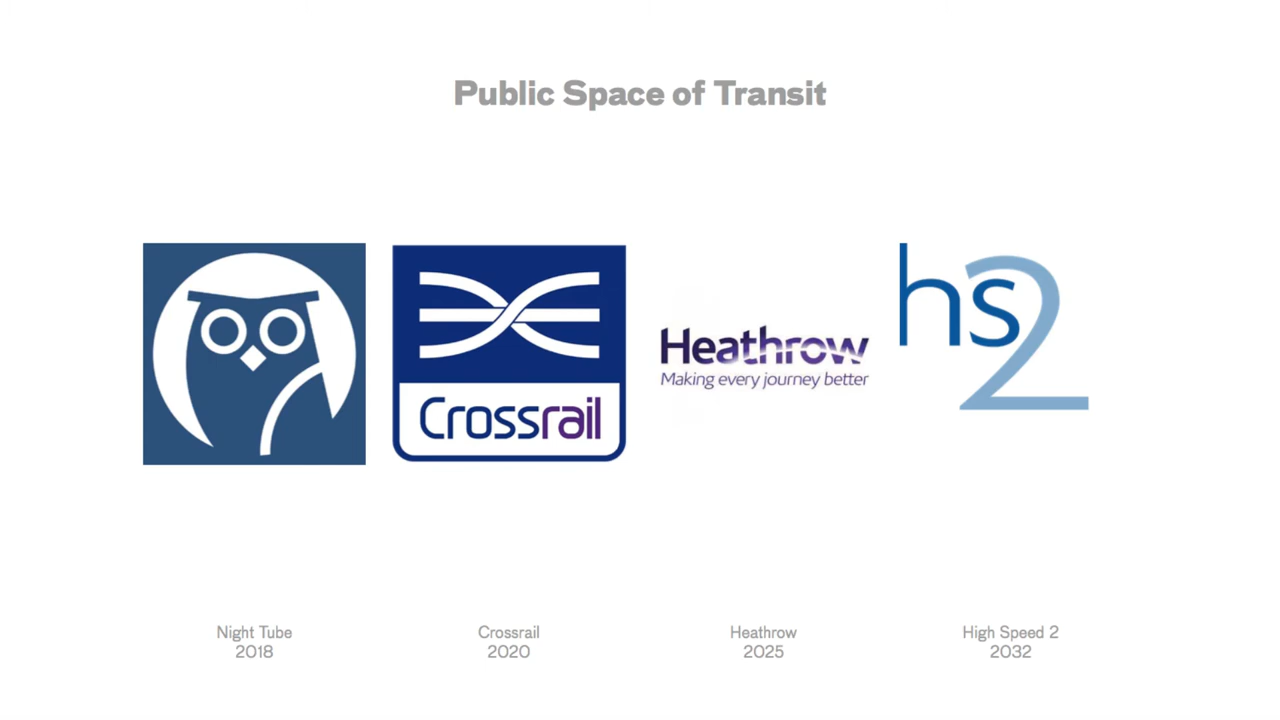 Public Space of Transit
Crossrail
Heathrow
Making every journey better
hs2
Night Tube
2018
Crossrail
2020
Heathrow
2025
High Speed 2
2032